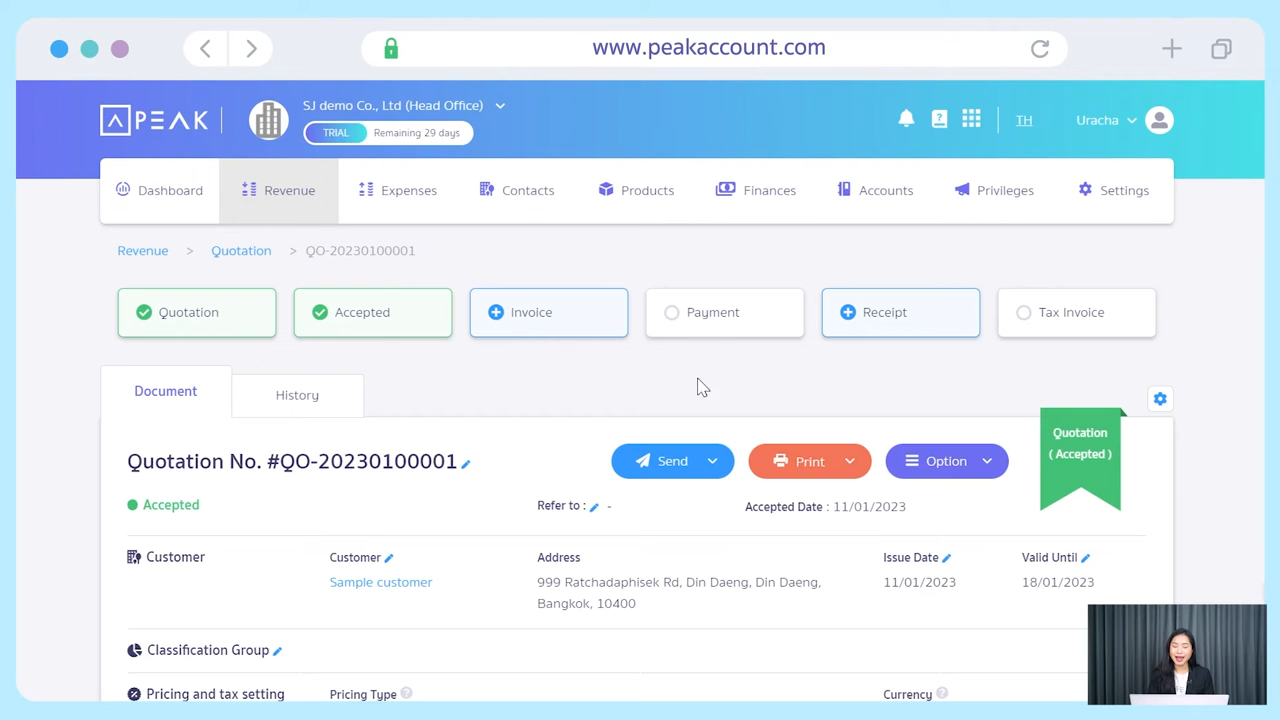 www.peakaccount.com
PEAK
SJ demo Co., Ltd (Head Office)
TRIAL Remaining 29 days
TH
Uracha
Dashboard
Revenue
Expenses
Contacts
Products
Finances
Accounts
Privileges
Settings
Revenue > Quotation > QO-20230100001
Quotation
Accepted
Invoice
Payment
Receipt
Tax Invoice
Document
History
Quotation No. #QO-20230100001
Send
Print
Option
Quotation
( Accepted )
Accepted
Refer to : -
Accepted Date : 11/01/2023
Customer
Customer
Sample customer
Address
999 Ratchadaphisek Rd, Din Daeng, Din Daeng,
Bangkok, 10400
Issue Date
11/01/2023
Valid Until
18/01/2023
Classification Group
Pricing and tax setting
Pricing Type
Currency